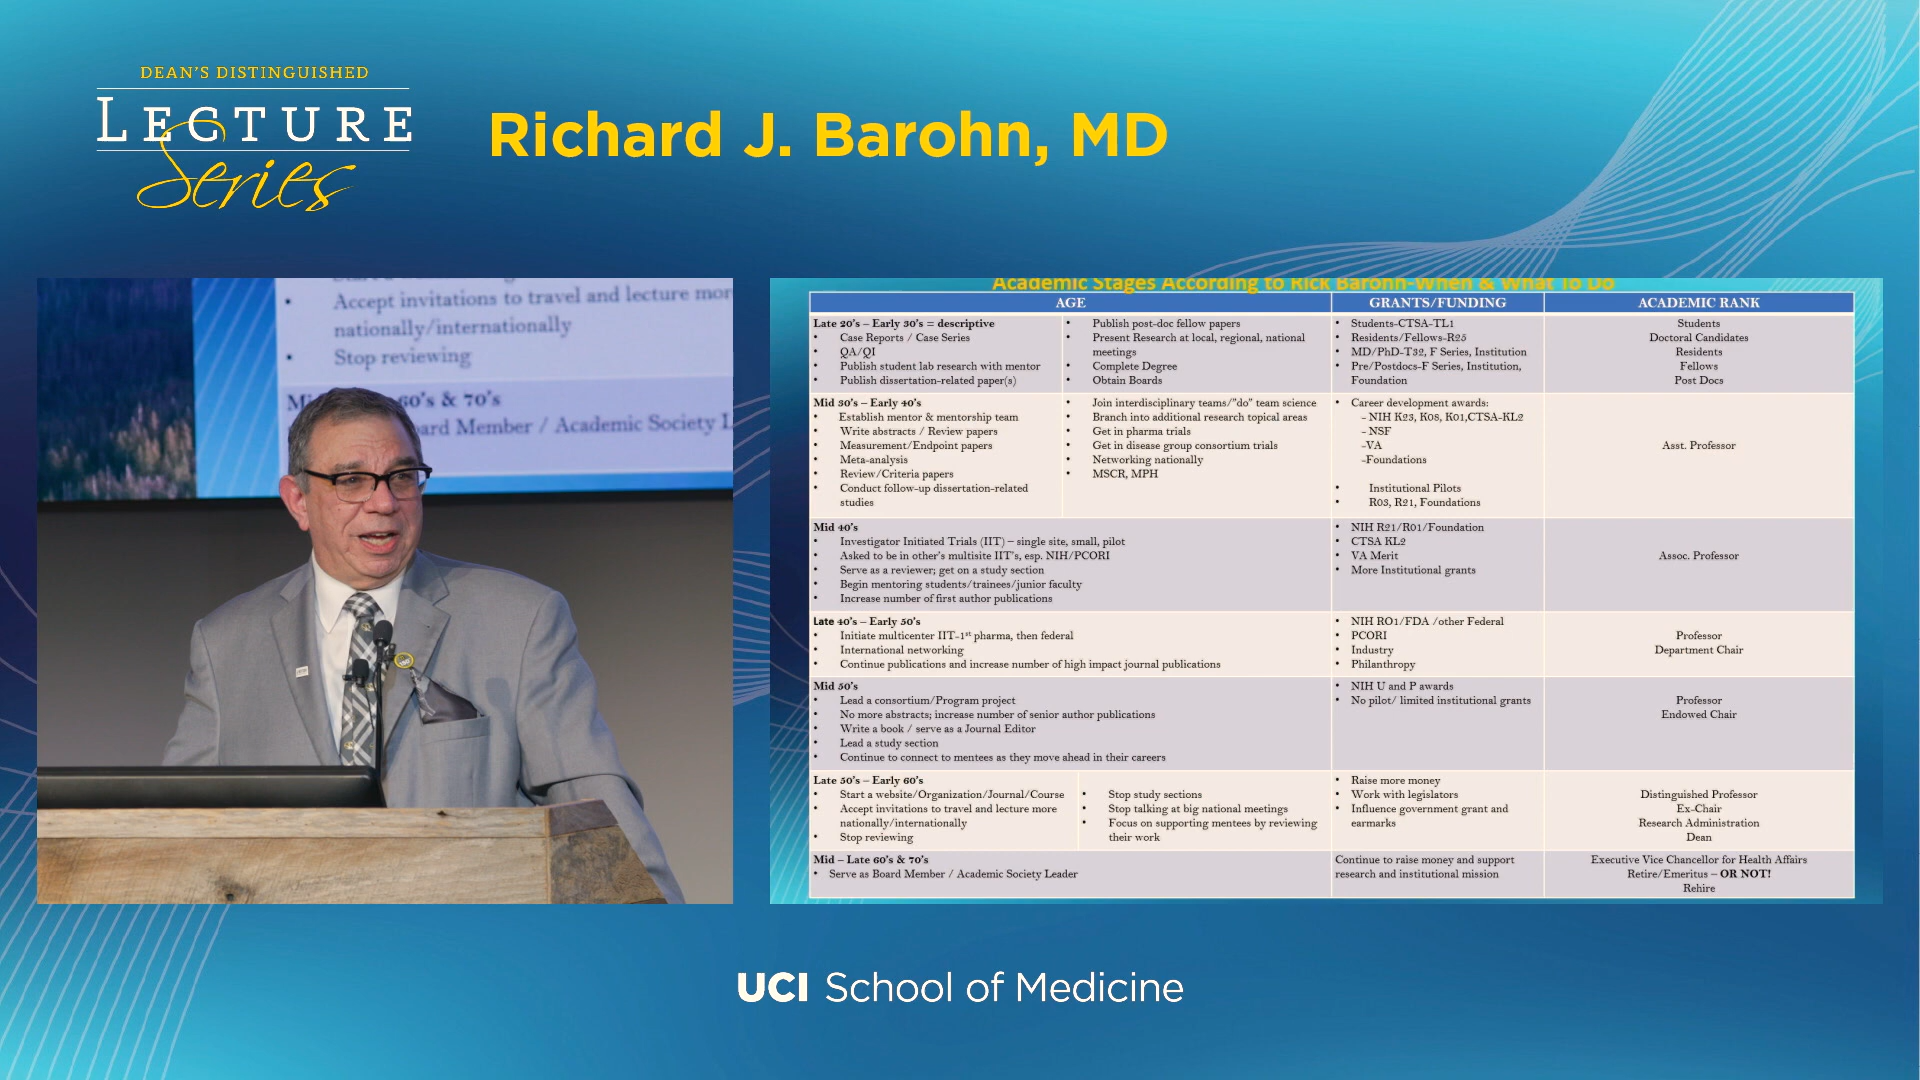 DEAN'S DISTINGUISHED
LECTURE
Series
Richard J. Barohn, MD
Accept invitations to travel and lecture mor
nationally/internationally
• Stop reviewing
60's & 70's
ard Member / Academic Society L
Academic Stages According to Rick Barohn-When & What To Do
AGE
GRANTS/FUNDING
ACADEMIC RANK
Late 20's – Early 30's = descriptive
• Case Reports / Case Series
• QA/QI
• Publish student lab research with mentor
• Publish dissertation-related paper(s)
• Publish post-doc fellow papers
• Present Research at local, regional, national
meetings
• Complete Degree
• Obtain Boards
• Students-CTSA-TL1
• Residents/Fellows-R25
• MD/PhD-T32, F Series, Institution
• Pre/Postdocs-F Series, Institution,
Foundation
Students
Doctoral Candidates
Residents
Fellows
Post Docs
Mid 30's – Early 40's
• Establish mentor & mentorship team
• Write abstracts / Review papers
• Measurement/Endpoint papers
• Meta-analysis
• Review/Criteria papers
• Conduct follow-up dissertation-related
studies
• Join interdisciplinary teams/"do" team science
• Branch into additional research topical areas
• Get in pharma trials
• Get in disease group consortium trials
• Networking nationally
• MSCR, MPH
• Career development awards:
- NIH K23, K08, K01,CTSA-KL2
- NSF
-VA
-Foundations
• Institutional Pilots
• R03, R21, Foundations
Asst. Professor
Mid 40's
• Investigator Initiated Trials (IIT) – single site, small, pilot
• Asked to be in other's multisite IIT's, esp. NIH/PCORI
• Serve as a reviewer; get on a study section
• Begin mentoring students/trainees/junior faculty
• Increase number of first author publications
• NIH R21/R01/Foundation
• CTSA KL2
• VA Merit
• More Institutional grants
Assoc. Professor
Late 40's – Early 50's
• Initiate multicenter IIT-1st pharma, then federal
• International networking
• Continue publications and increase number of high impact journal publications
• NIH RO1/FDA /other Federal
• PCORI
• Industry
• Philanthropy
Professor
Department Chair
Mid 50's
• Lead a consortium/Program project
• No more abstracts; increase number of senior author publications
• Write a book / serve as a Journal Editor
• Lead a study section
• Continue to connect to mentees as they move ahead in their careers
• NIH U and P awards
• No pilot/ limited institutional grants
Professor
Endowed Chair
Late 50's – Early 60's
• Start a website/Organization/Journal/Course
• Accept invitations to travel and lecture more
nationally/internationally
• Stop reviewing
• Stop study sections
• Stop talking at big national meetings
• Focus on supporting mentees by reviewing
their work
• Raise more money
• Work with legislators
• Influence government grant and
earmarks
Distinguished Professor
Ex-Chair
Research Administration
Dean
Mid – Late 60's & 70's
• Serve as Board Member / Academic Society Leader
Continue to raise money and support
research and institutional mission
Executive Vice Chancellor for Health Affairs
Retire/Emeritus – OR NOT!
Rehire
UCI School of Medicine